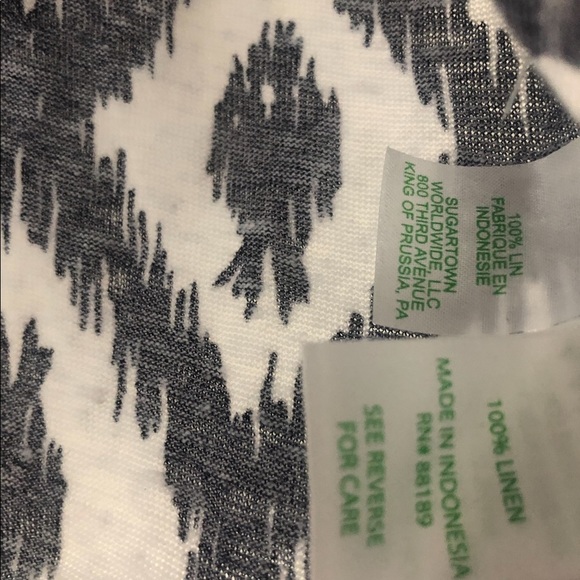 100% LIN
FABRIQUE EN
INDONESIE
SUGARTOWN
WORLDWIDE, LLC
800 THIRD AVENUE
KING OF PRUSSIA, PA
100% LINEN
MADE IN INDONESIA
RN# 88189
SEE REVERSE
FOR CARE